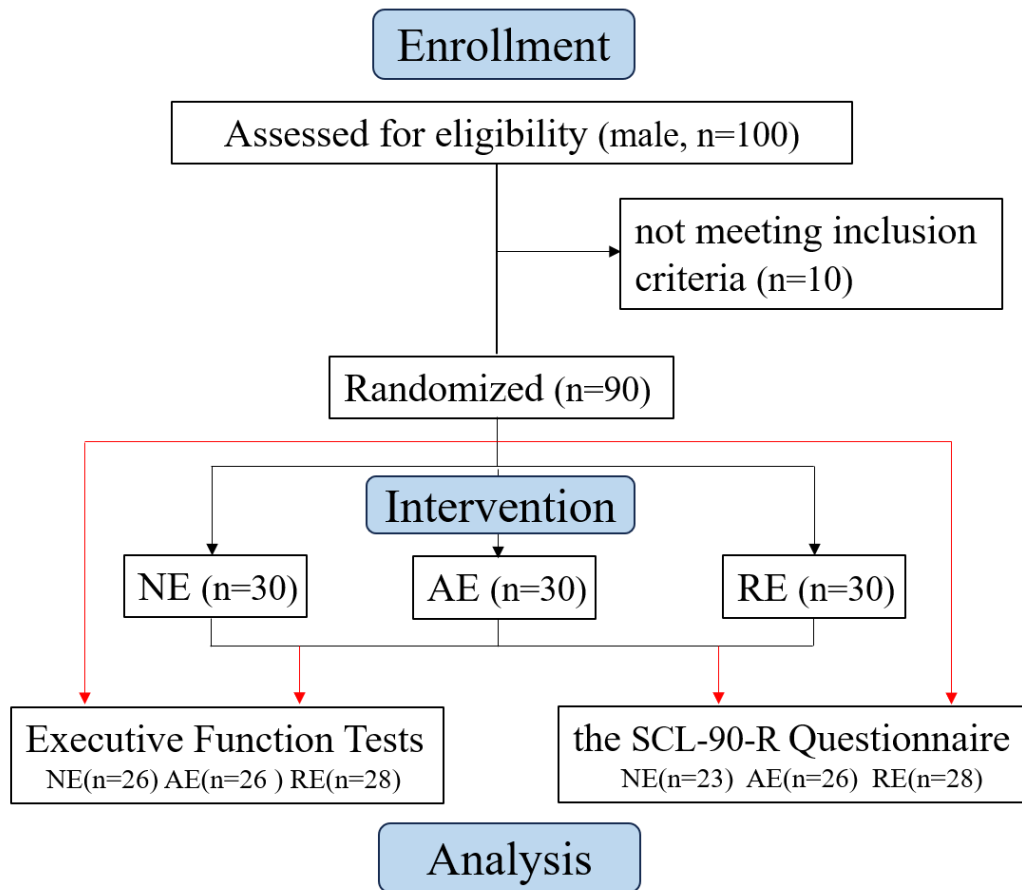 Enrollment
Assessed for eligibility (male, n=100)
not meeting inclusion
criteria (n=10)
Randomized (n=90)
Intervention
NE (n=30)
AE (n=30)
RE (n=30)
Executive Function Tests
NE(n=26) AE(n=26 ) RE(n=28)
the SCL-90-R Questionnaire
NE(n=23) AE(n=26) RE(n=28)
Analysis